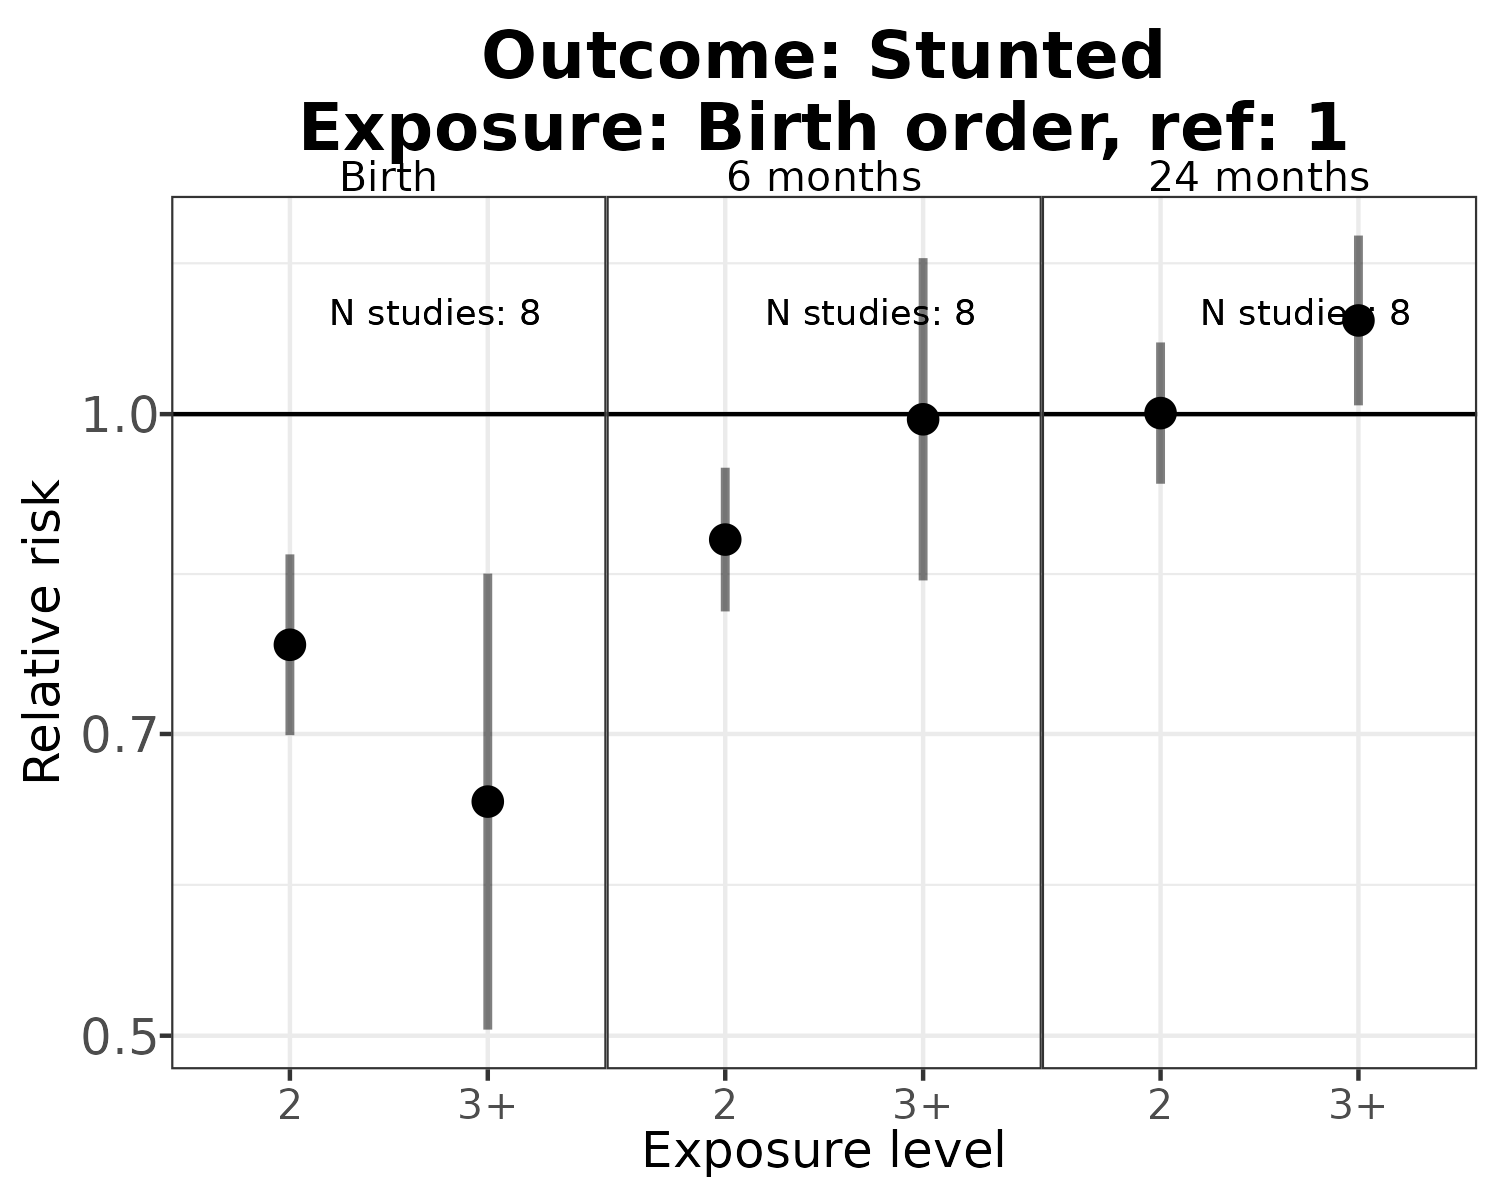 Outcome: Stunted
Exposure: Birth order, ref: 1
Birth
6 months
24 months
N studies: 8
N studies: 8
N studies: 8
Relative risk
1.0
0.7
0.5
2
3+
2
3+
2
3+
Exposure level